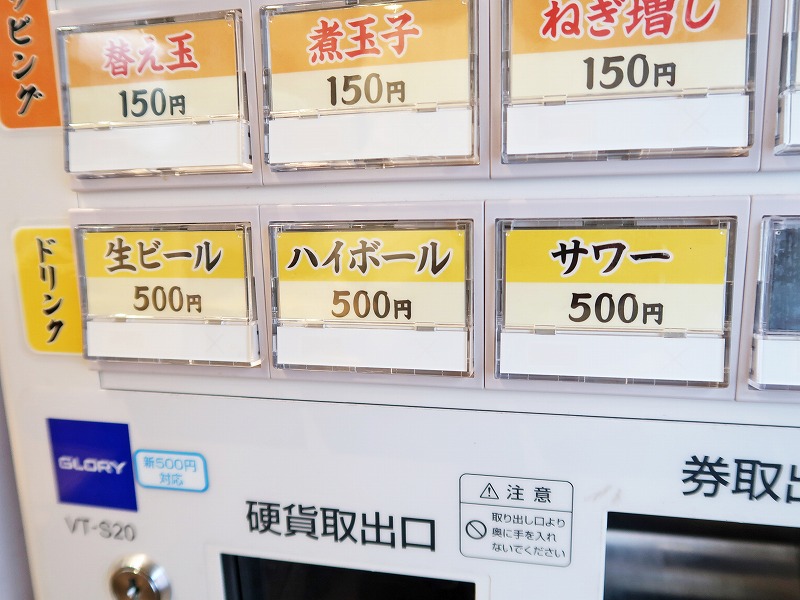 ッピング
替え玉
150円
煮玉子
150円
ねぎ増し
150円
ドリンク
生ビール
500円
ハイボール
500円
サワー
500円
GLORY
新500円
対応
VT-S20
硬貨取出口
注意
取り出し口より
奥に手を入れ
ないでください
券取出